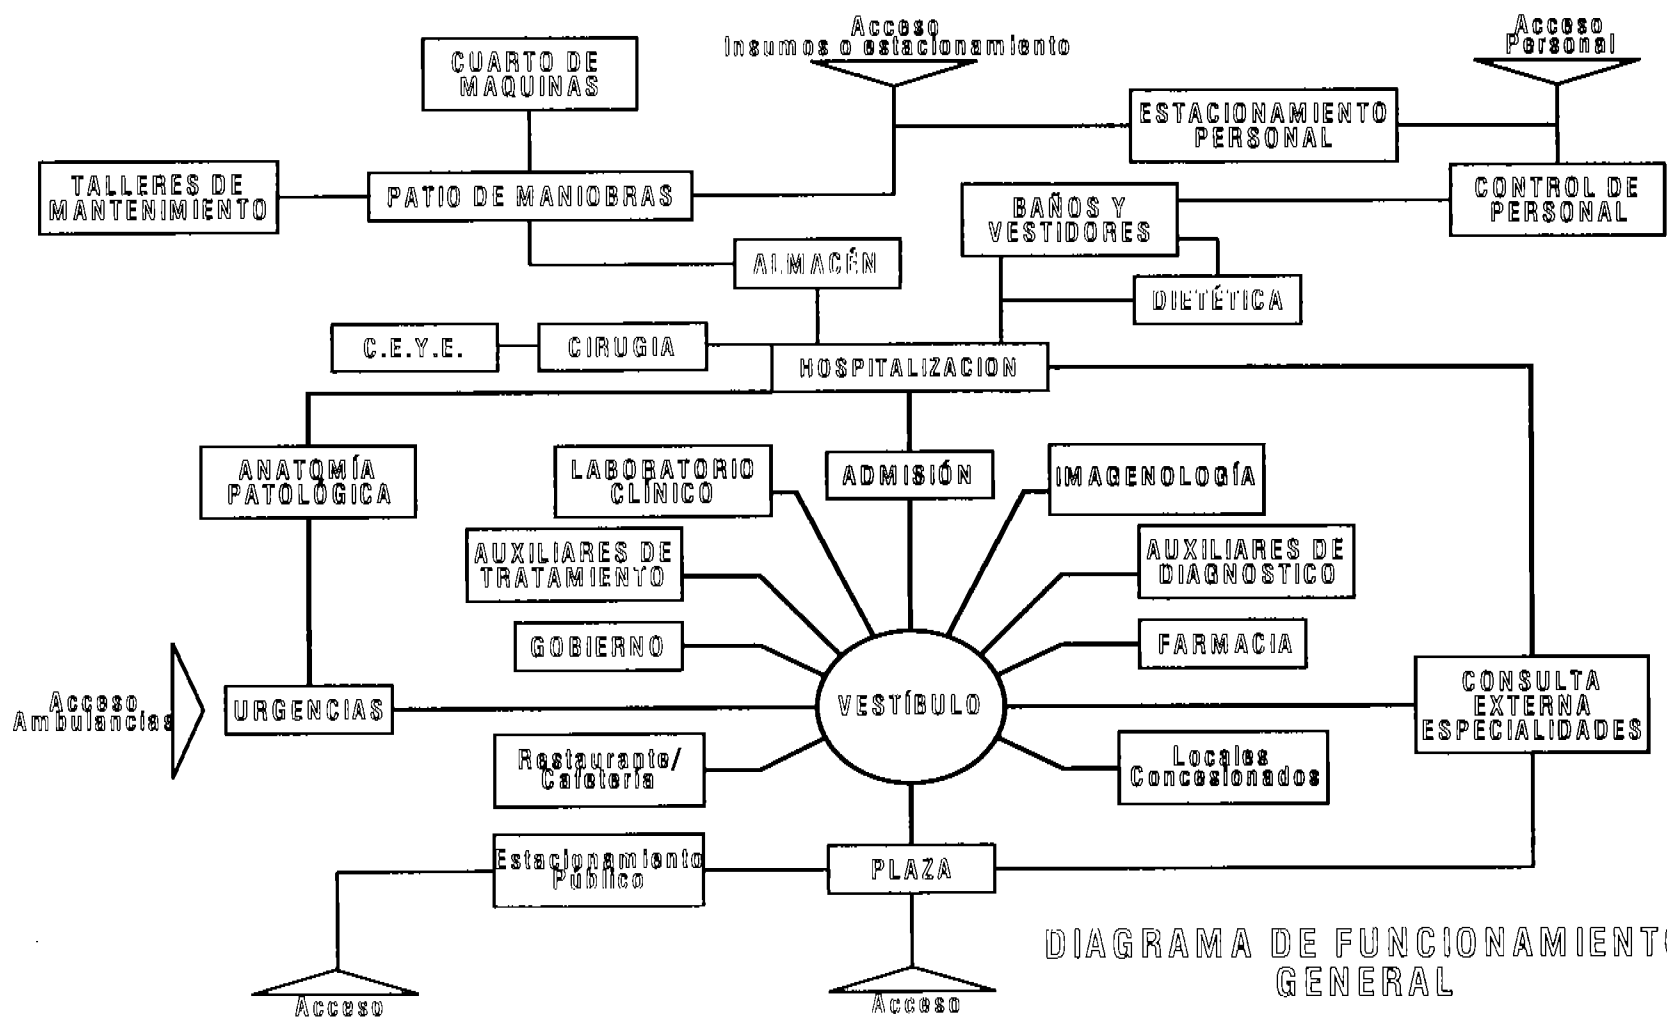 Acceso
Insumos o estacionamiento
Acceso
Personal
CUARTO DE
MAQUINAS
ESTACIONAMIENTO
PERSONAL
TALLERES DE
MANTENIMIENTO
PATIO DE MANIOBRAS
BAÑOS Y
VESTIDORES
CONTROL DE
PERSONAL
ALMACÉN
DIETÉTICA
C.E.Y.E.
CIRUGIA
HOSPITALIZACION
ANATOMÍA
PATOLÓGICA
LABORATORIO
CLÍNICO
ADMISIÓN
IMAGENOLOGÍA
AUXILIARES DE
TRATAMIENTO
AUXILIARES DE
DIAGNOSTICO
GOBIERNO
FARMACIA
Acceso
Ambulancias
URGENCIAS
VESTÍBULO
CONSULTA
EXTERNA
ESPECIALIDADES
Restaurante/
Cafetería
Locales
Concesionados
Estacionamiento
Público
PLAZA
Acceso
Acceso
DIAGRAMA DE FUNCIONAMIENTO
GENERAL